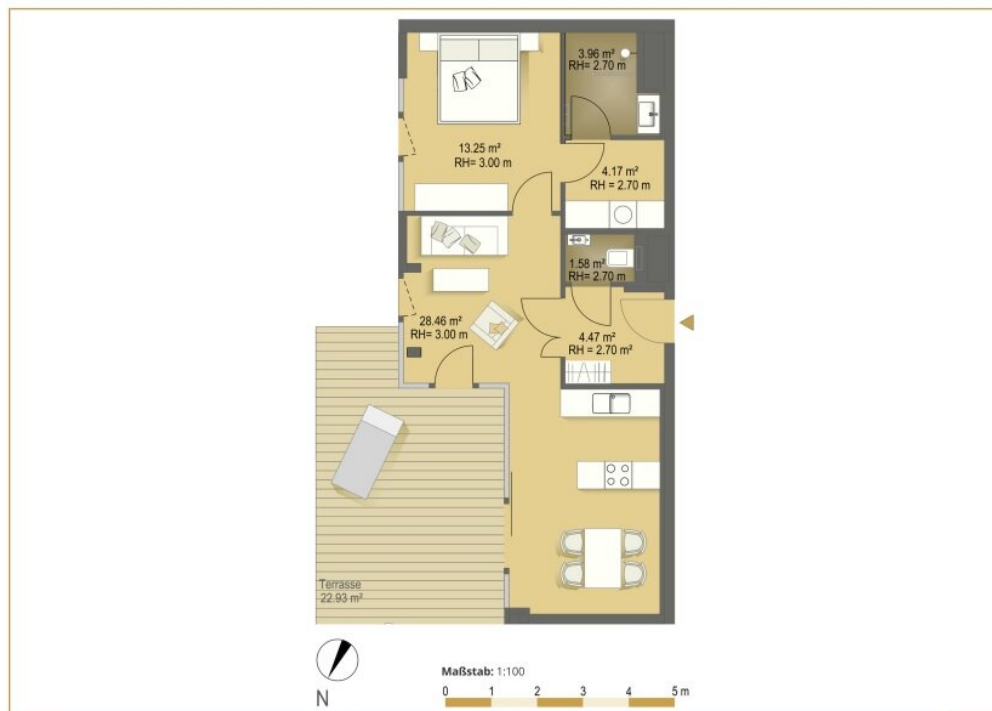 3.96 m²
RH= 2.70 m
13.25 m²
RH= 3.00 m
4.17 m²
RH = 2.70 m
1.58 m²
RH= 2.70 m
28.46 m²
RH= 3.00 m
4.47 m²
RH = 2.70 m²
Terrasse
22.93 m²
N
Maßstab: 1:100
0 1 2 3 4 5 m